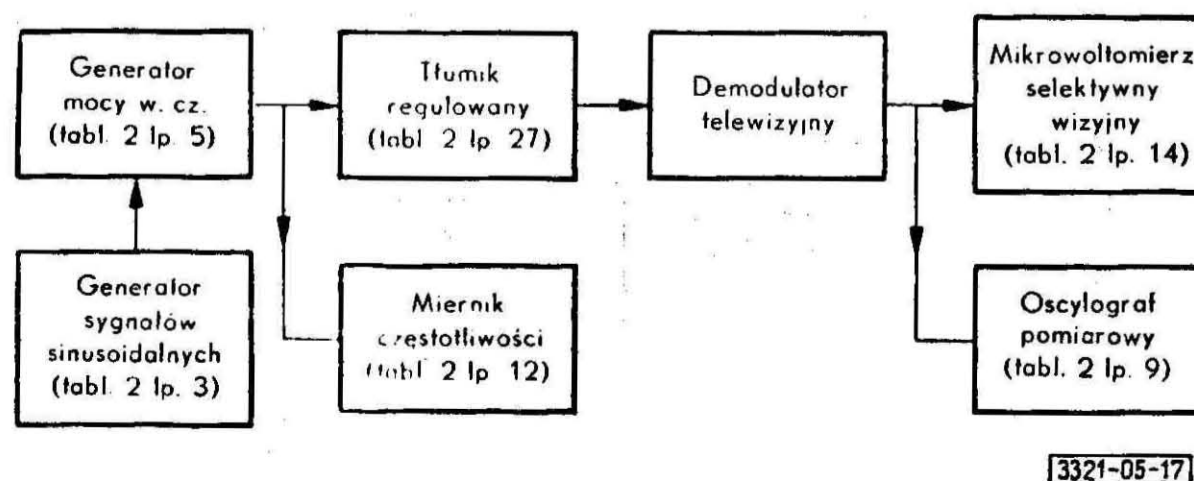 Generator
mocy w. cz.
(tabl. 2 lp. 5)
Tłumik
regulowany
(tabl. 2 lp. 27)
Demodulator
telewizyjny
Mikrowoltomierz
selektywny
wizyjny
(tabl. 2 lp. 14)
Generator
sygnałów
sinusoidalnych
(tabl. 2 lp. 3)
Miernik
częstotliwości
(tabl 2 lp 12)
Oscylograf
pomiarowy
(tabl. 2 lp. 9)
3321-05-17